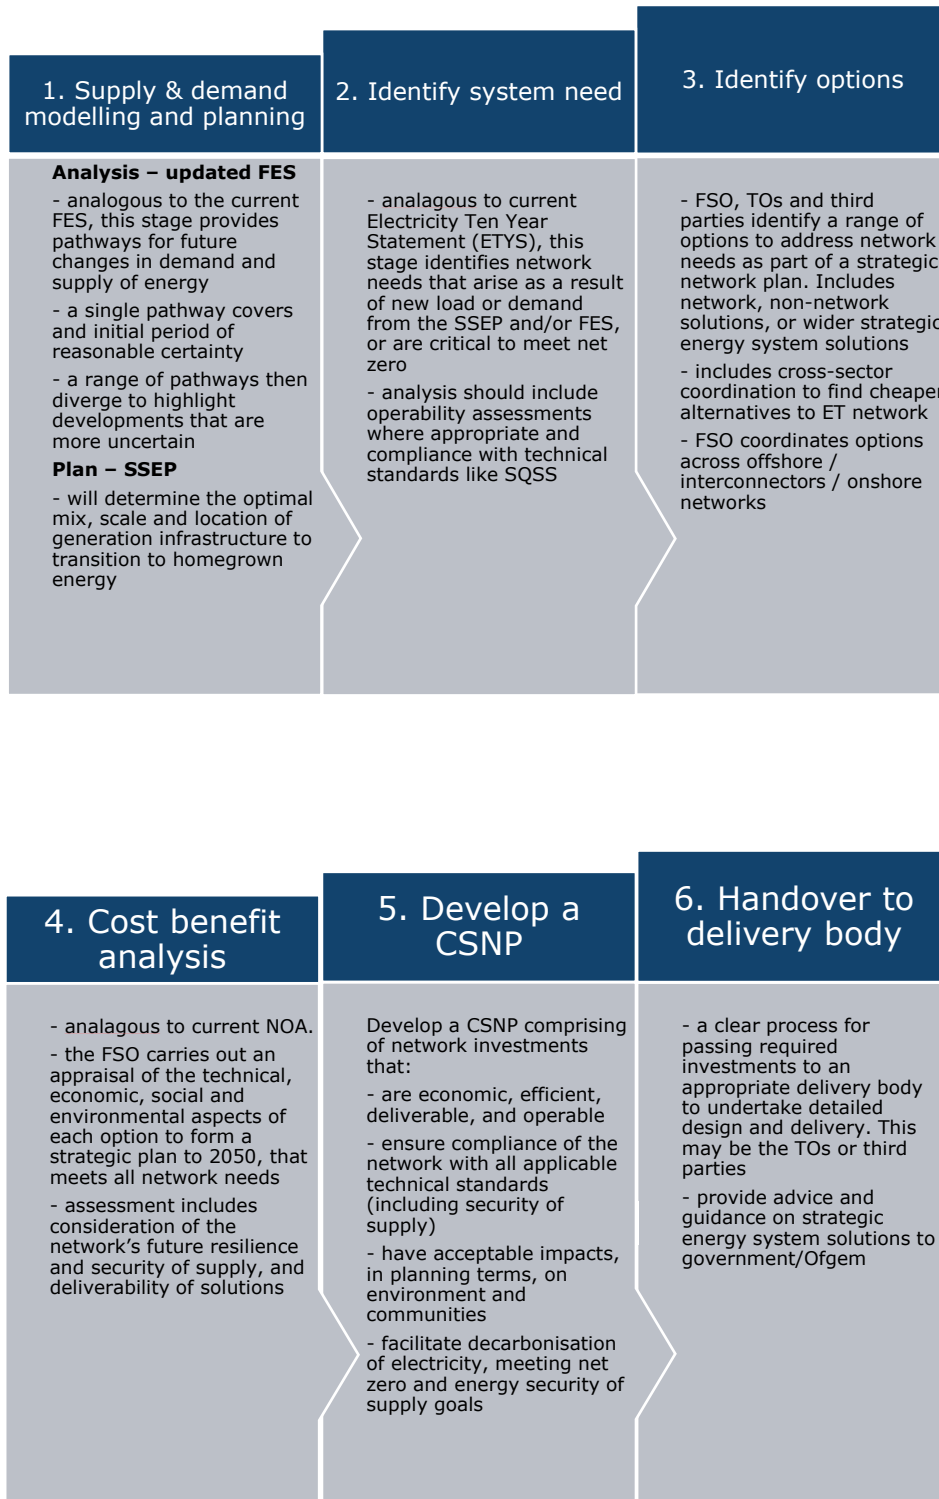 1. Supply & demand
modelling and planning
Analysis – updated FES
- analogous to the current
FES, this stage provides
pathways for future
changes in demand and
supply of energy
- a single pathway covers
and initial period of
reasonable certainty
- a range of pathways then
diverge to highlight
developments that are
more uncertain
Plan – SSEP
- will determine the optimal
mix, scale and location of
generation infrastructure to
transition to homegrown
energy
2. Identify system need
- analagous to current
Electricity Ten Year
Statement (ETYS), this
stage identifies network
needs that arise as a result
of new load or demand
from the SSEP and/or FES,
or are critical to meet net
zero
- analysis should include
operability assessments
where appropriate and
compliance with technical
standards like SQSS
3. Identify options
- FSO, TOs and third
parties identify a range of
options to address network
needs as part of a strategic
network plan. Includes
network, non-network
solutions, or wider strategic
energy system solutions
- includes cross-sector
coordination to find cheaper
alternatives to ET network
- FSO coordinates options
across offshore /
interconnectors / onshore
networks
4. Cost benefit
analysis
- analagous to current NOA.
- the FSO carries out an
appraisal of the technical,
economic, social and
environmental aspects of
each option to form a
strategic plan to 2050, that
meets all network needs
- assessment includes
consideration of the
network's future resilience
and security of supply, and
deliverability of solutions
5. Develop a
CSNP
Develop a CSNP comprising
of network investments
that:
- are economic, efficient,
deliverable, and operable
- ensure compliance of the
network with all applicable
technical standards
(including security of
supply)
- have acceptable impacts,
in planning terms, on
environment and
communities
- facilitate decarbonisation
of electricity, meeting net
zero and energy security of
supply goals
6. Handover to
delivery body
- a clear process for
passing required
investments to an
appropriate delivery body
to undertake detailed
design and delivery. This
may be the TOs or third
parties
- provide advice and
guidance on strategic
energy system solutions to
government/Ofgem